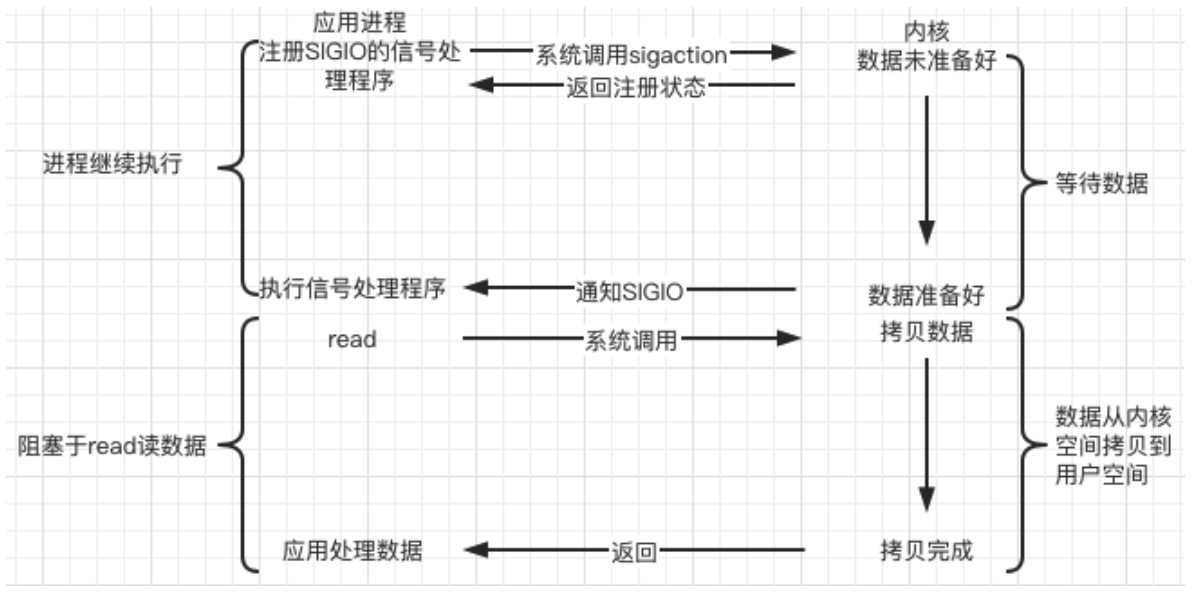 应用进程
注册SIGIO的信号处
理程序
系统调用sigaction
返回注册状态
内核
数据未准备好
进程继续执行
等待数据
执行信号处理程序
通知SIGIO
数据准备好
read
系统调用
拷贝数据
阻塞于read读数据
数据从内核
空间拷贝到
用户空间
应用处理数据
返回
拷贝完成